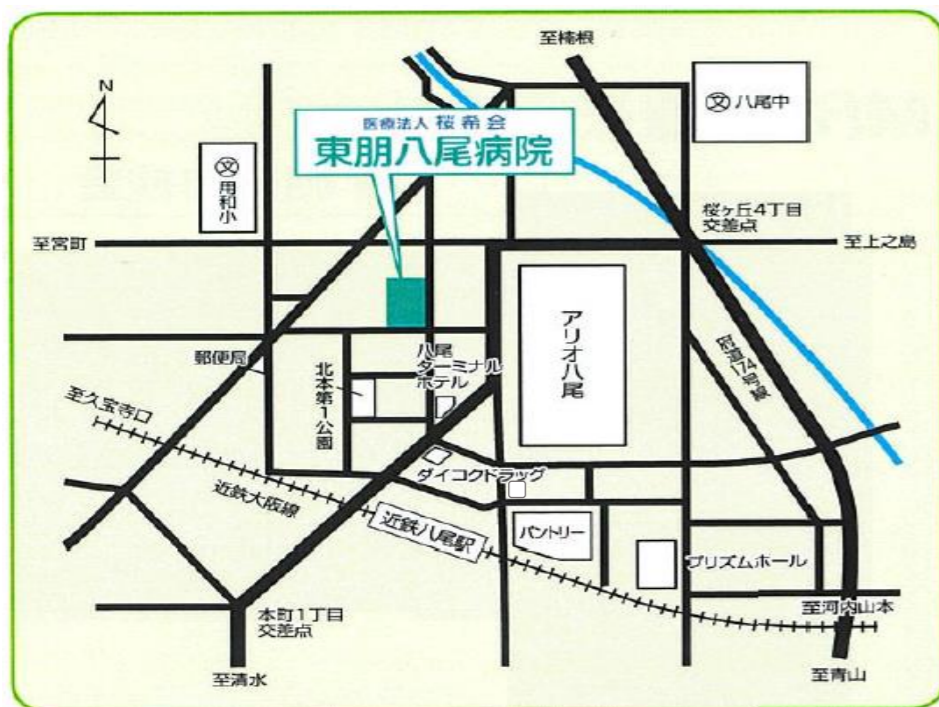 至楠根
N
㊫ 八尾中
医療法人 桜希会
東朋八尾病院
㊫
用和小
桜ヶ丘4丁目
交差点
至宮町
至上之島
アリオ八尾
府道174号線
郵便局
八尾
ターミナル
ホテル
北本第1公園
至久宝寺口
ダイコクドラッグ
近鉄大阪線
近鉄八尾駅
パントリー
プリズムホール
本町1丁目
交差点
至河内山本
至清水
至青山